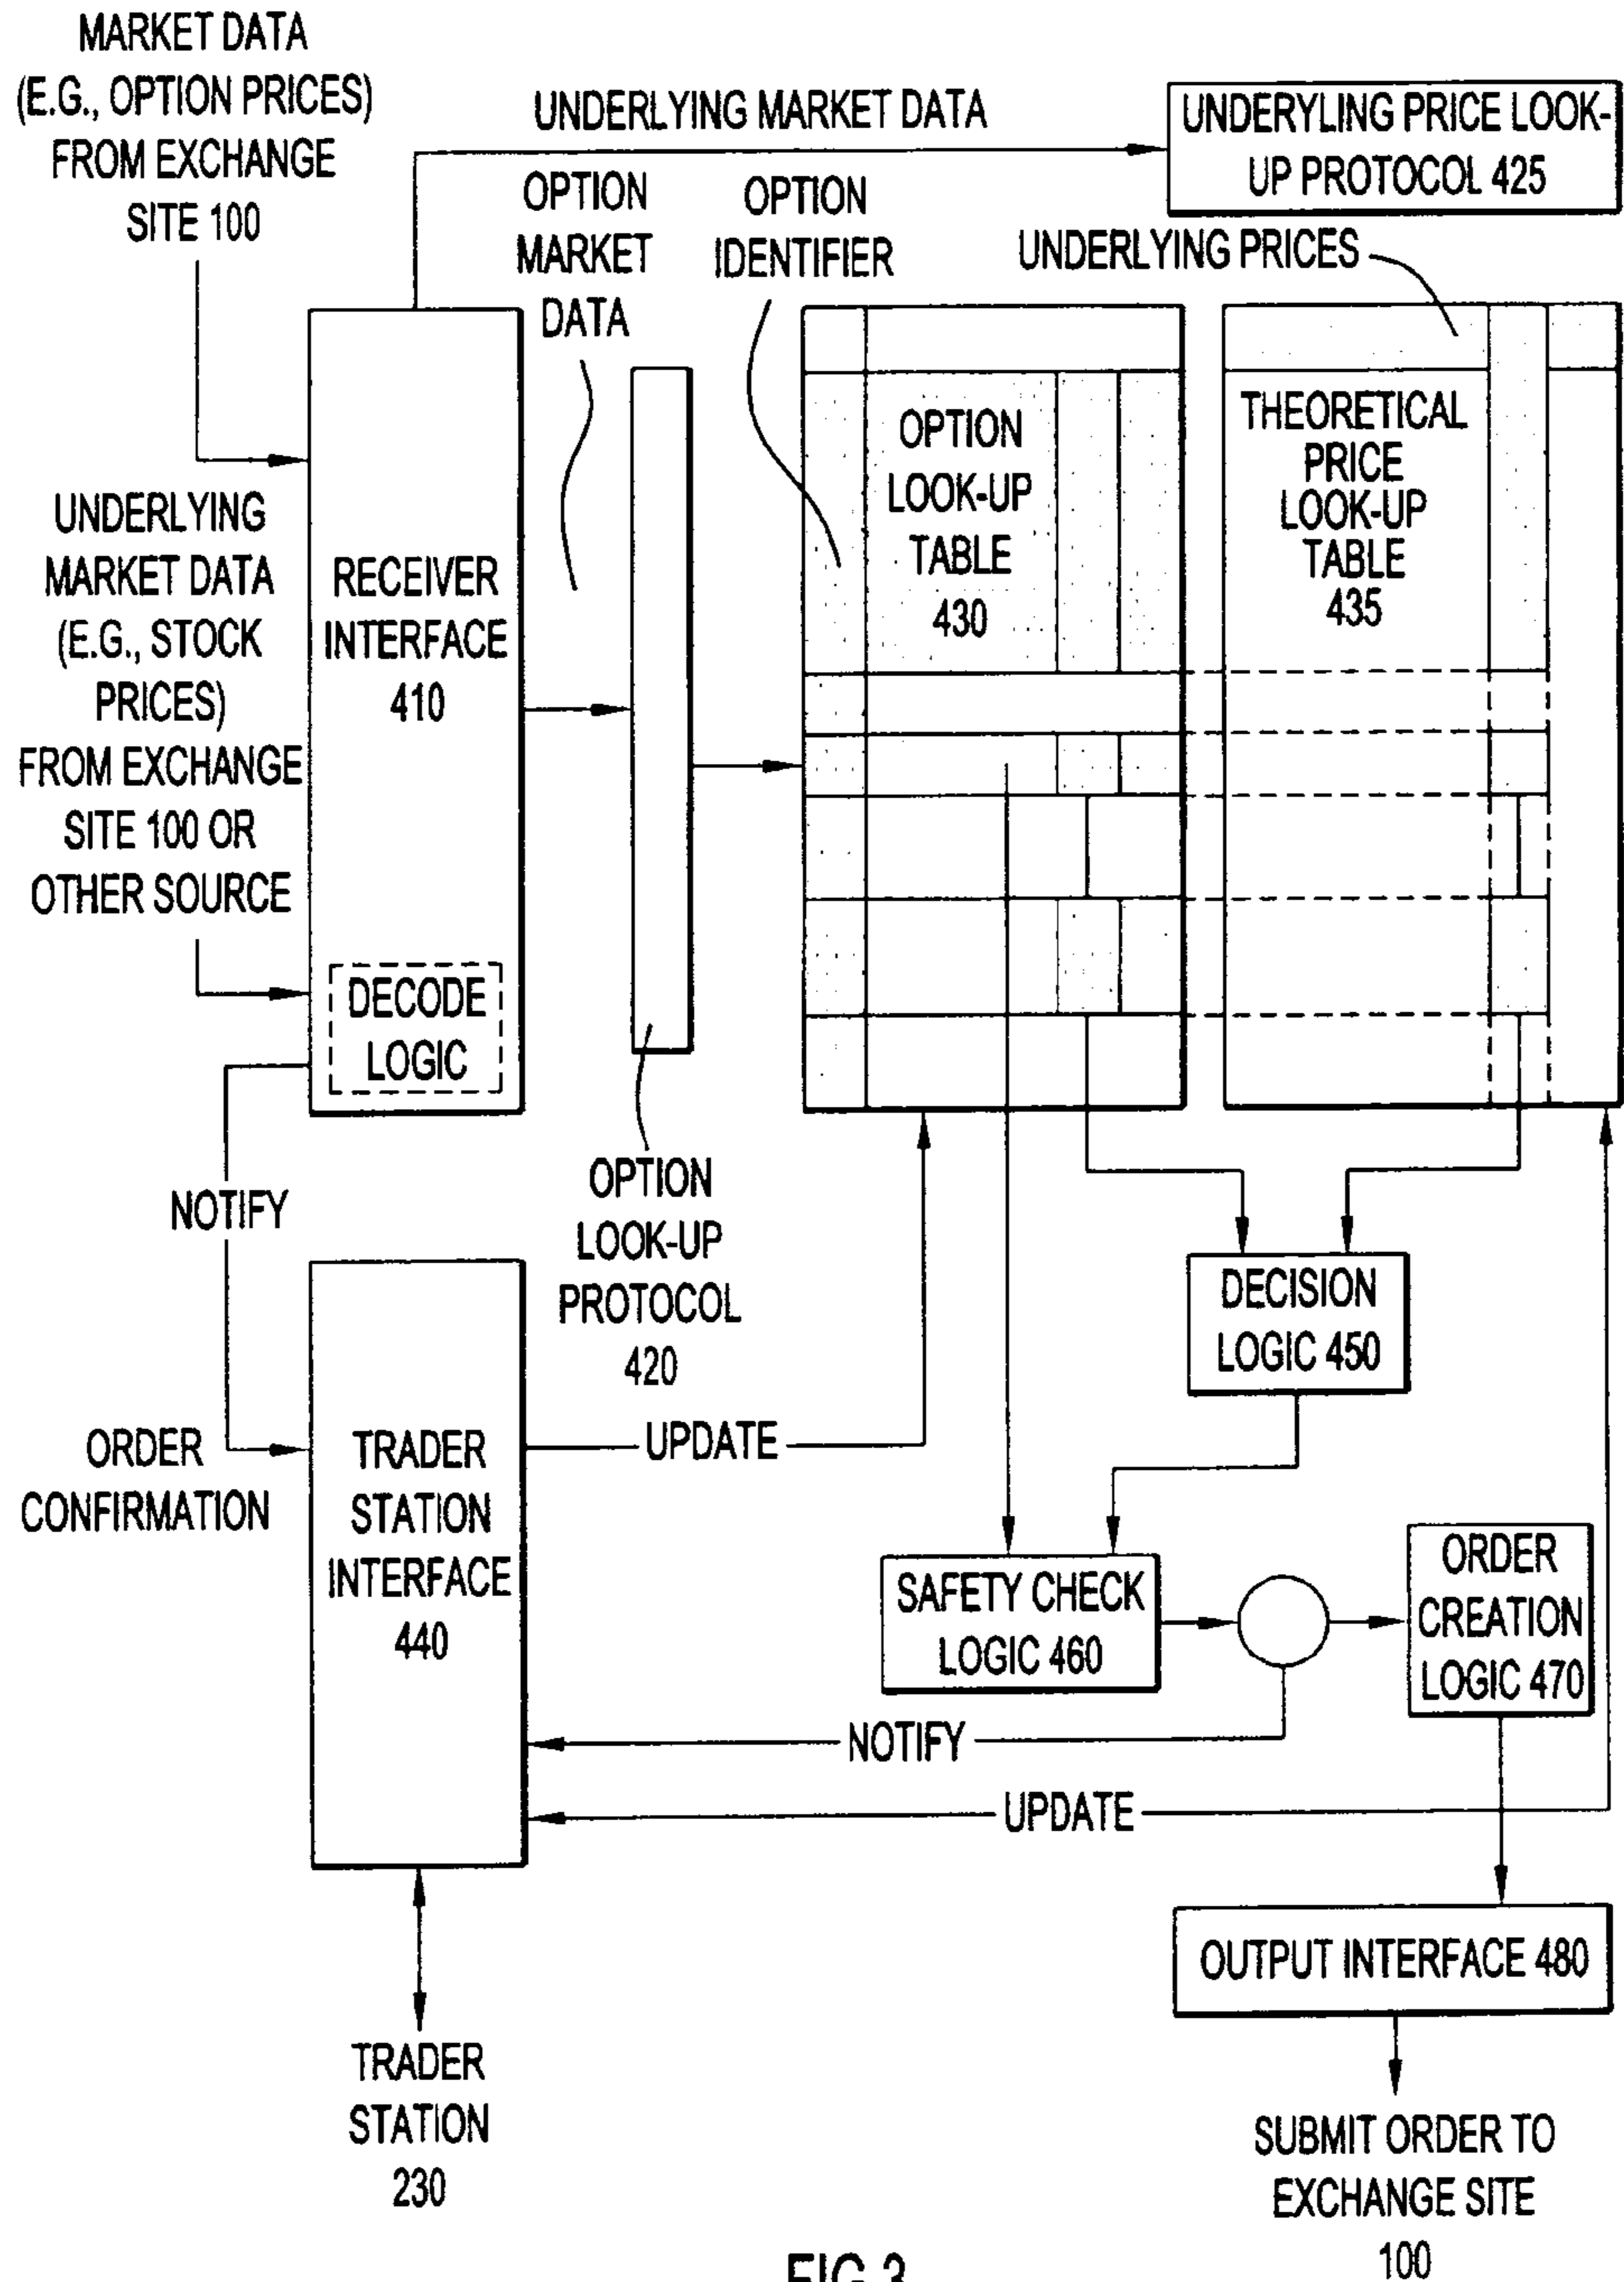 MARKET DATA
(E.G., OPTION PRICES)
FROM EXCHANGE
SITE 100
UNDERLYING MARKET DATA
UNDERYLING PRICE LOOK-
UP PROTOCOL 425
OPTION
MARKET
DATA
OPTION
IDENTIFIER
UNDERLYING PRICES
UNDERLYING
MARKET DATA
(E.G., STOCK
PRICES)
FROM EXCHANGE
SITE 100 OR
OTHER SOURCE
RECEIVER
INTERFACE
410
DECODE
LOGIC
OPTION
LOOK-UP
TABLE
430
THEORETICAL
PRICE
LOOK-UP
TABLE
435
NOTIFY
OPTION
LOOK-UP
PROTOCOL
420
DECISION
LOGIC 450
ORDER
CONFIRMATION
TRADER
STATION
INTERFACE
440
UPDATE
SAFETY CHECK
LOGIC 460
ORDER
CREATION
LOGIC 470
NOTIFY
UPDATE
OUTPUT INTERFACE 480
TRADER
STATION
230
SUBMIT ORDER TO
EXCHANGE SITE
100
FIG.3